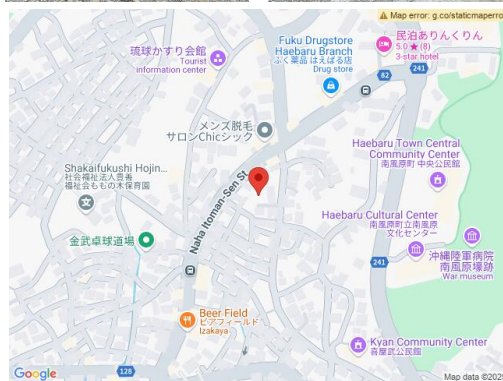 Map error: g.co/staticmaperro
Fuku Drugstore
Haebaru Branch
ふく薬品 はえばる店
Drug store
民泊ありんくりん
5.0 ★ (8)
3-star hotel
琉球かすり会館
Tourist
information center
82
241
メンズ脱毛
サロンChicシック
Haebaru Town Central
Community Center
南風原町 中央公民館
Shakaifukushi Hojin...
社会福祉法人豊善
福祉会ももの木保育園
Naha Itoman-Sen St
Haebaru Cultural Center
南風原町立南風原
文化センター
金武卓球道場
沖縄陸軍病院
南風原壕跡
War museum
241
Beer Field
ビアフィールド
Izakaya
Kyan Community Center
喜屋武公民館
128
Google
Map data ©202